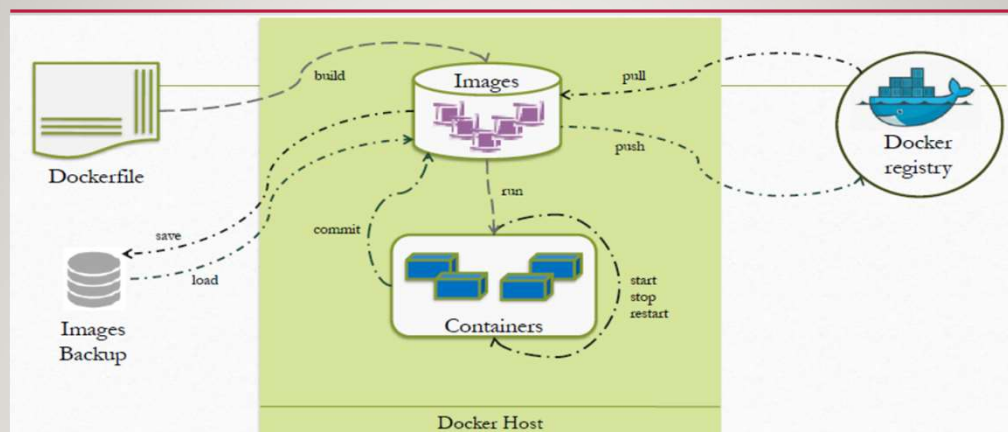 build
Images
pull
Dockerfile
push
Docker
registry
run
commit
save
load
start
stop
restart
Images
Backup
Containers
Docker Host